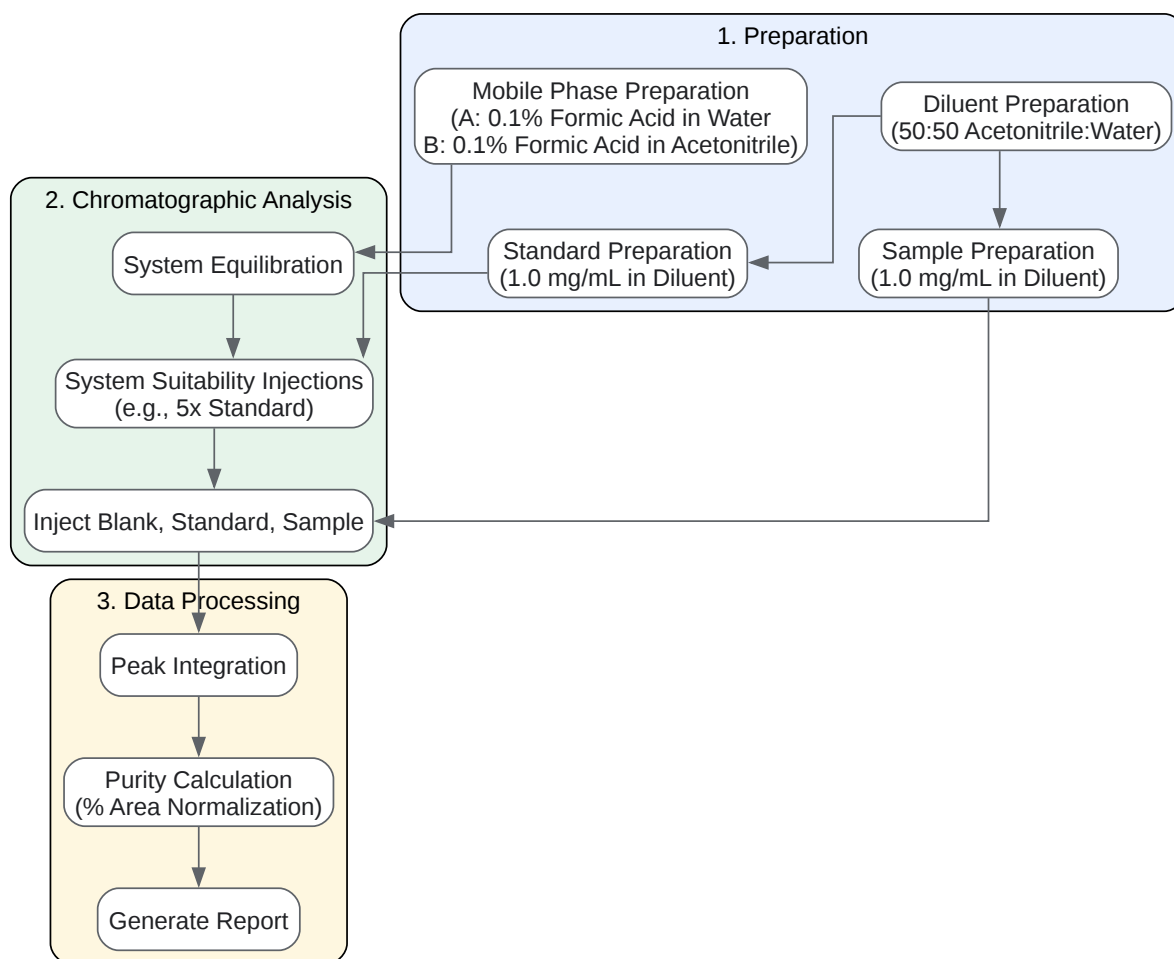 1. Preparation
Mobile Phase Preparation
(A: 0.1% Formic Acid in Water
B: 0.1% Formic Acid in Acetonitrile)
Diluent Preparation
(50:50 Acetonitrile:Water)
Standard Preparation
(1.0 mg/mL in Diluent)
Sample Preparation
(1.0 mg/mL in Diluent)
2. Chromatographic Analysis
System Equilibration
System Suitability Injections
(e.g., 5x Standard)
Inject Blank, Standard, Sample
3. Data Processing
Peak Integration
Purity Calculation
(% Area Normalization)
Generate Report